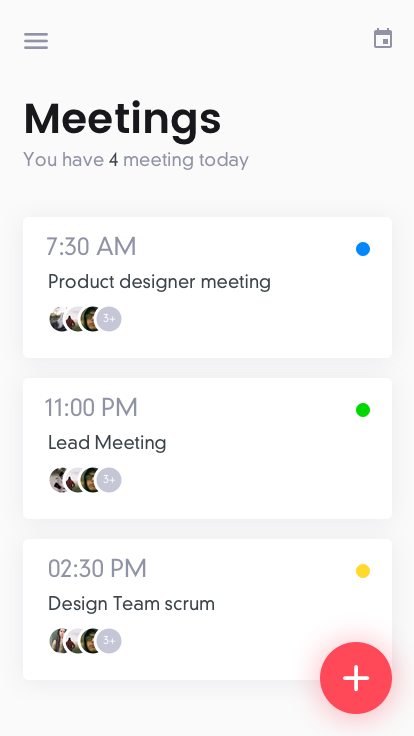 Meetings
You have 4 meeting today
7:30 AM
Product designer meeting
3+
11:00 PM
Lead Meeting
3+
02:30 PM
Design Team scrum
3+